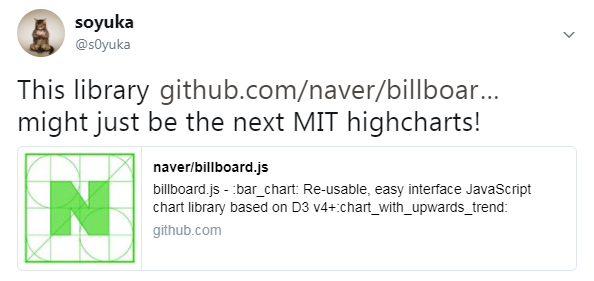 soyuka
@s0yuka
This library github.com/naver/billboar…
might just be the next MIT highcharts!
naver/billboard.js
billboard.js - :bar_chart: Re-usable, easy interface JavaScript
chart library based on D3 v4+:chart_with_upwards_trend:
github.com
N